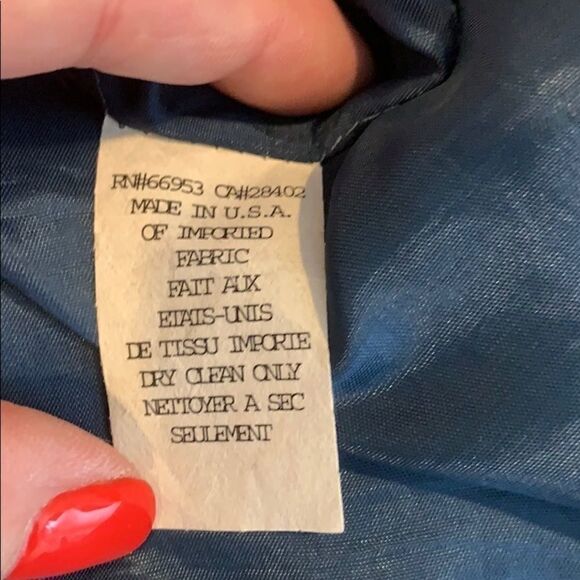 RN#66953 CA#28402
MADE IN U.S.A.
OF IMPORTED
FABRIC
FAIT AUX
ETATS-UNIS
DE TISSU IMPORTE
DRY CLEAN ONLY
NETTOYER A SEC
SEULEMENT